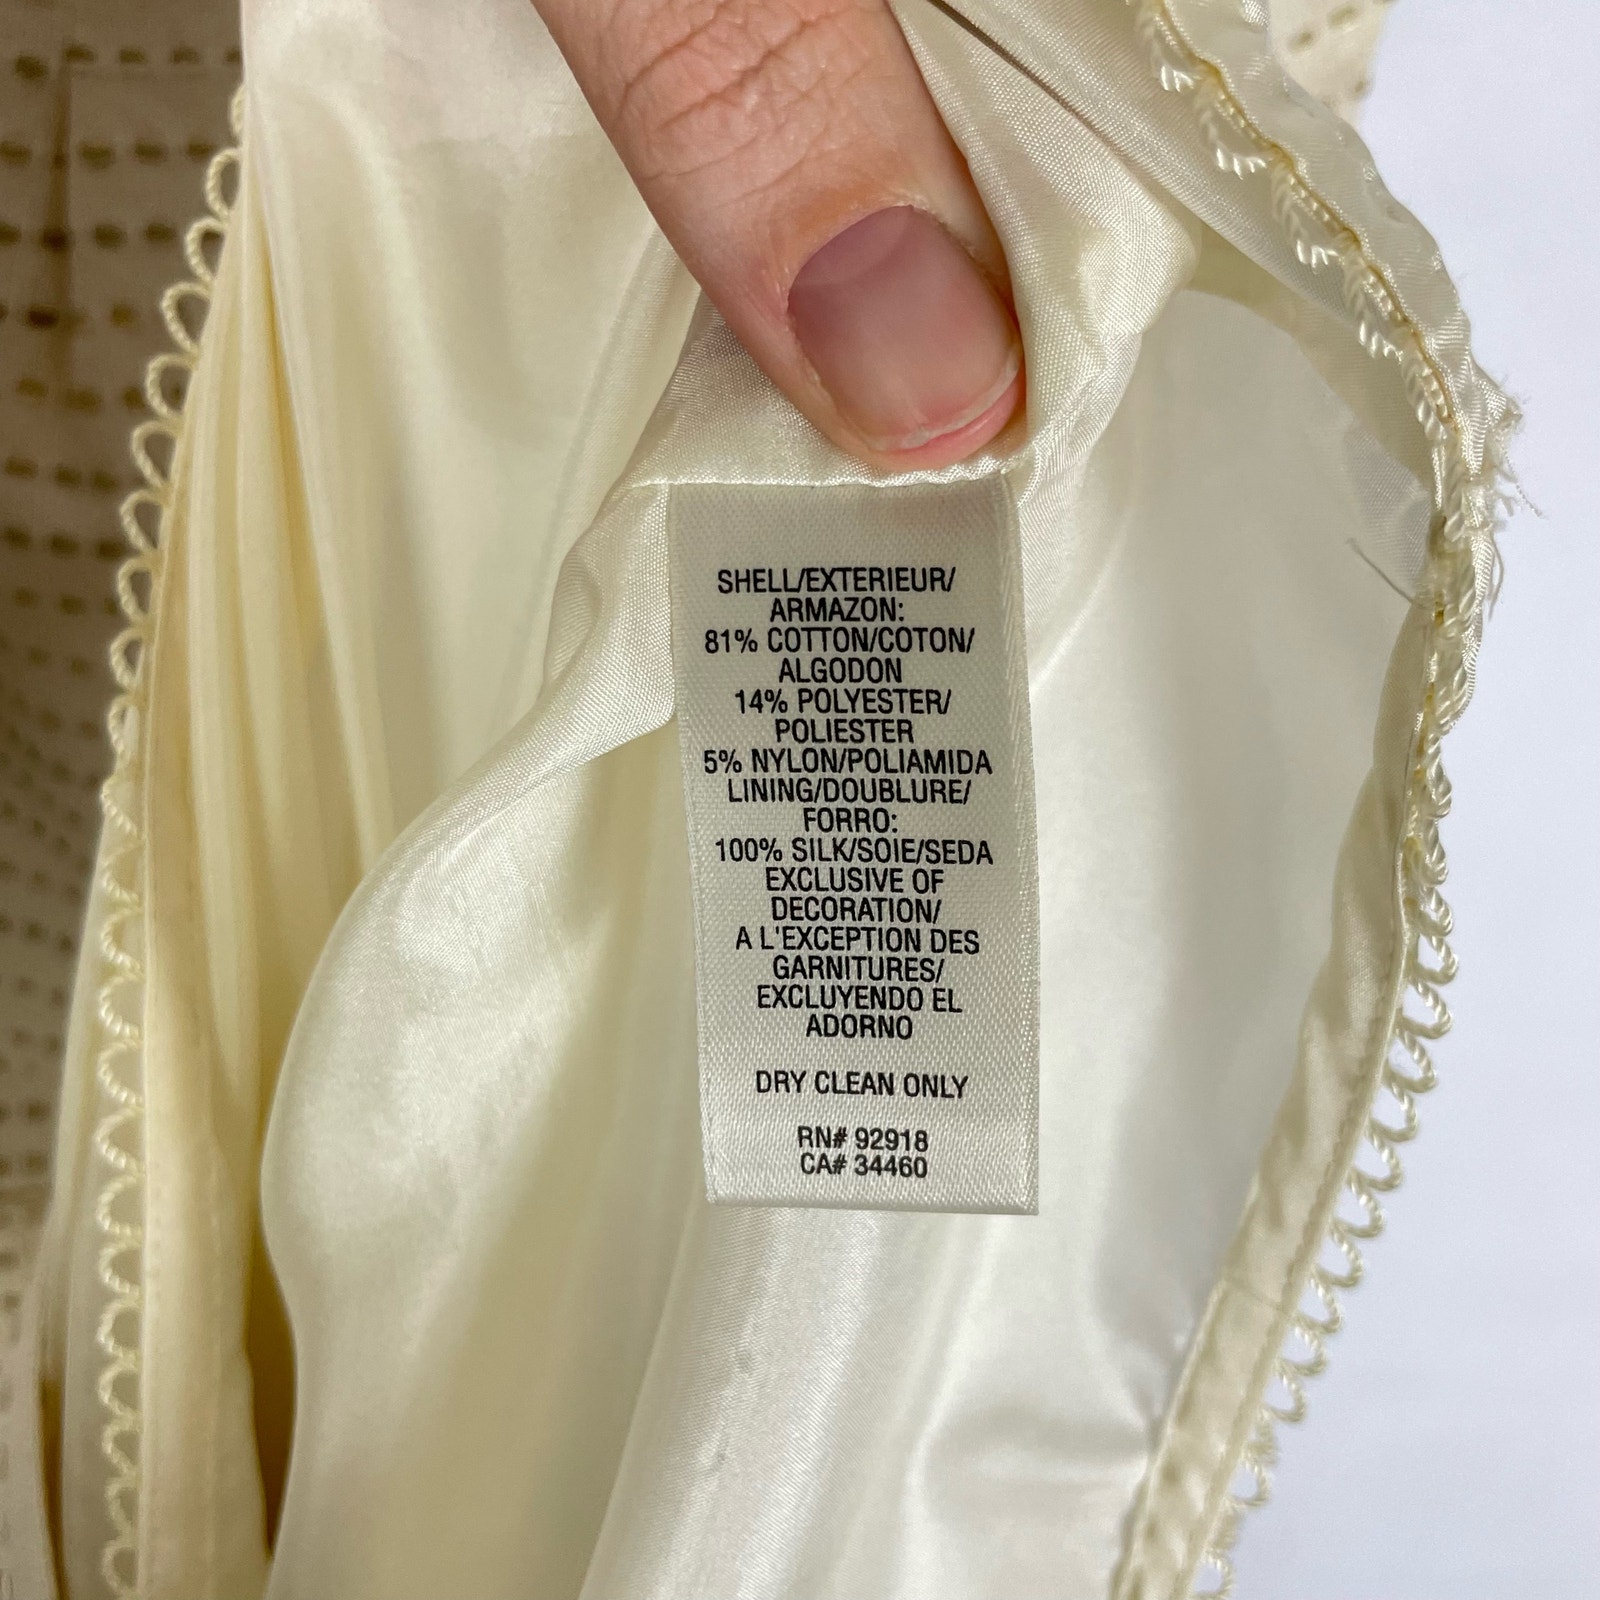 SHELL/EXTERIEUR/
ARMAZON:
81% COTTON/COTON/
ALGODON
14% POLYESTER/
POLIESTER
5% NYLON/POLIAMIDA
LINING/DOUBLURE/
FORRO:
100% SILK/SOIE/SEDA
EXCLUSIVE OF
DECORATION/
A L'EXCEPTION DES
GARNITURES/
EXCLUYENDO EL
ADORNO
DRY CLEAN ONLY
RN# 92918
CA# 34460